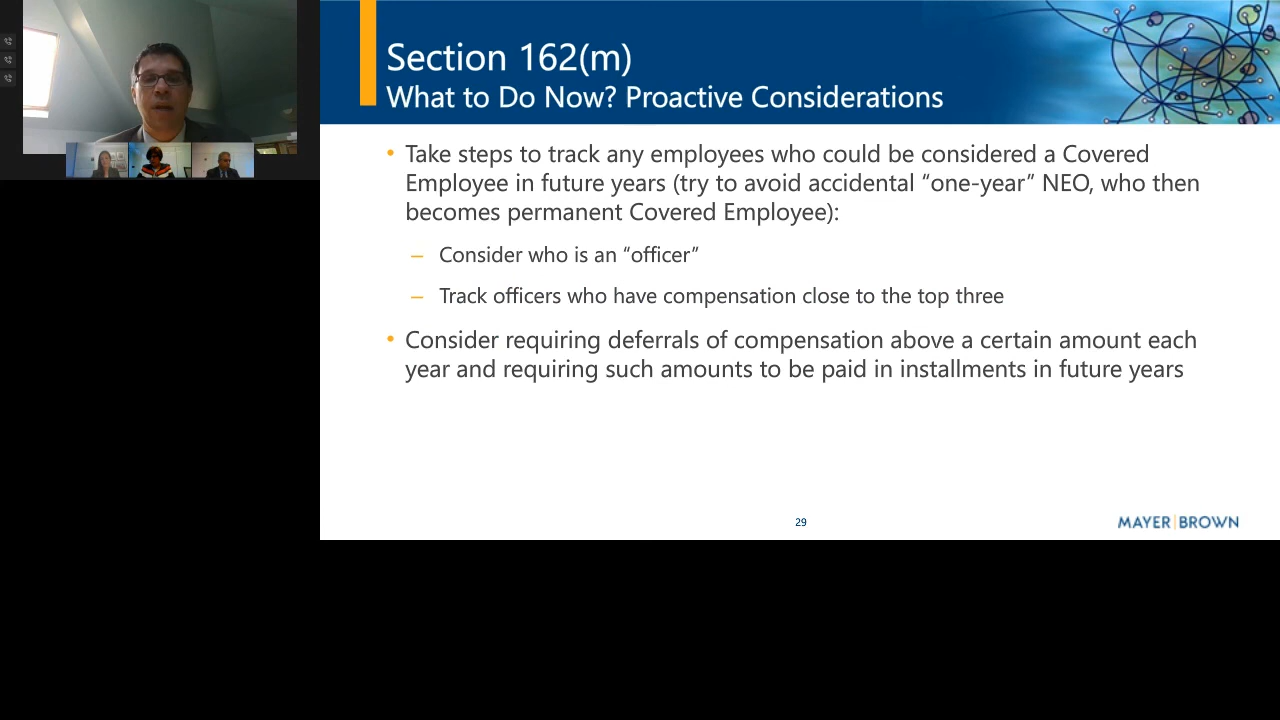 Section 162(m)
What to Do Now? Proactive Considerations
• Take steps to track any employees who could be considered a Covered
Employee in future years (try to avoid accidental “one-year” NEO, who then
becomes permanent Covered Employee):
– Consider who is an “officer”
– Track officers who have compensation close to the top three
• Consider requiring deferrals of compensation above a certain amount each
year and requiring such amounts to be paid in installments in future years
29
MAYER | BROWN